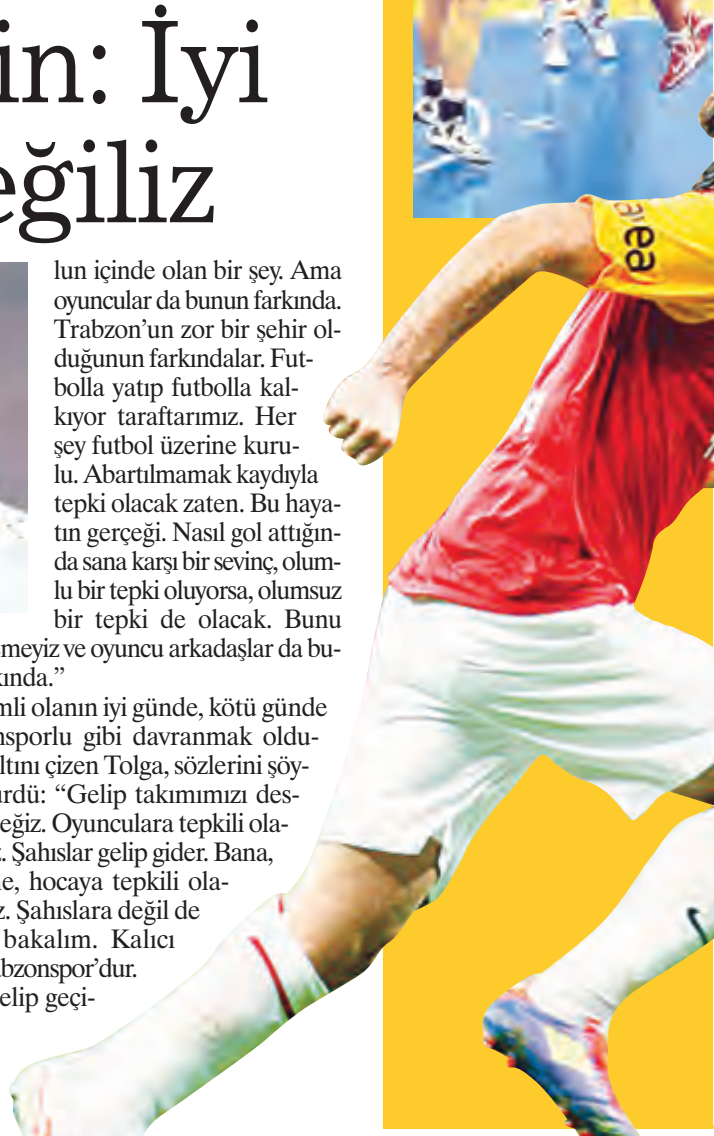 in: İyi
eğiliz
lun içinde olan bir şey. Ama
oyuncular da bunun farkında.
Trabzon’un zor bir şehir ol-
duğunun farkındalar. Fut-
bolla yatıp futbolla kal-
kıyor taraftarımız. Her
şey futbol üzerine kuru-
lu. Abartılmamak kaydıyla
tepki olacak zaten. Bu haya-
tın gerçeği. Nasıl gol attığın-
da sana karşı bir sevinç, olum-
lu bir tepki oluyorsa, olumsuz
bir tepki de olacak. Bunu
meyiz ve oyuncu arkadaşlar da bu-
kında.”
mli olanın iyi günde, kötü günde
nsporlu gibi davranmak oldu-
ltını çizen Tolga, sözlerini şöy-
ürdü: “Gelip takımımızı des-
eğiz. Oyunculara tepkili ola-
z. Şahıslar gelip gider. Bana,
e, hocaya tepkili ola-
z. Şahıslara değil de
bakalım. Kalıcı
abzonspor’dur.
elip geçi-
ea